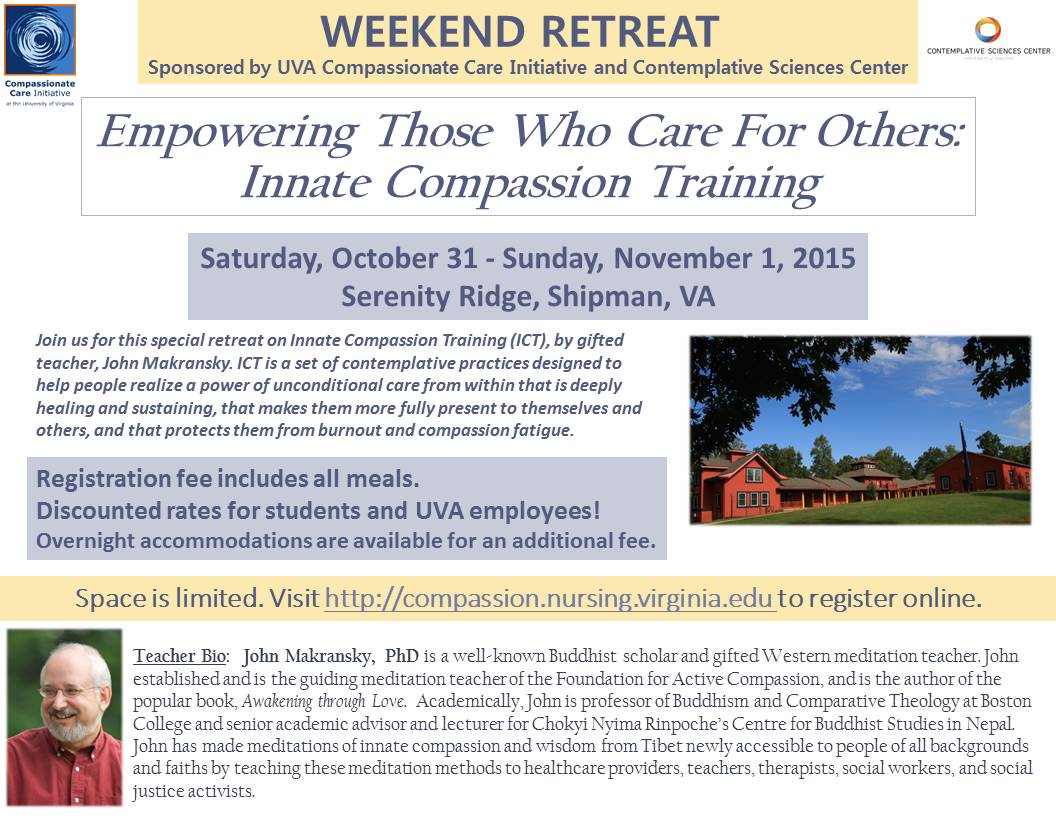 Compassionate
Care Initiative
at the University of Virginia
WEEKEND RETREAT
Sponsored by UVA Compassionate Care Initiative and Contemplative Sciences Center
CONTEMPLATIVE SCIENCES CENTER
UNIVERSITY OF VIRGINIA
Empowering Those Who Care For Others:
Innate Compassion Training
Saturday, October 31 - Sunday, November 1, 2015
Serenity Ridge, Shipman, VA
Join us for this special retreat on Innate Compassion Training (ICT), by gifted
teacher, John Makransky. ICT is a set of contemplative practices designed to
help people realize a power of unconditional care from within that is deeply
healing and sustaining, that makes them more fully present to themselves and
others, and that protects them from burnout and compassion fatigue.
Registration fee includes all meals.
Discounted rates for students and UVA employees!
Overnight accommodations are available for an additional fee.
Space is limited. Visit http://compassion.nursing.virginia.edu to register online.
Teacher Bio: John Makransky, PhD is a well-known Buddhist scholar and gifted Western meditation teacher. John
established and is the guiding meditation teacher of the Foundation for Active Compassion, and is the author of the
popular book, Awakening through Love. Academically, John is professor of Buddhism and Comparative Theology at Boston
College and senior academic advisor and lecturer for Chokyi Nyima Rinpoche's Centre for Buddhist Studies in Nepal.
John has made meditations of innate compassion and wisdom from Tibet newly accessible to people of all backgrounds
and faiths by teaching these meditation methods to healthcare providers, teachers, therapists, social workers, and social
justice activists.